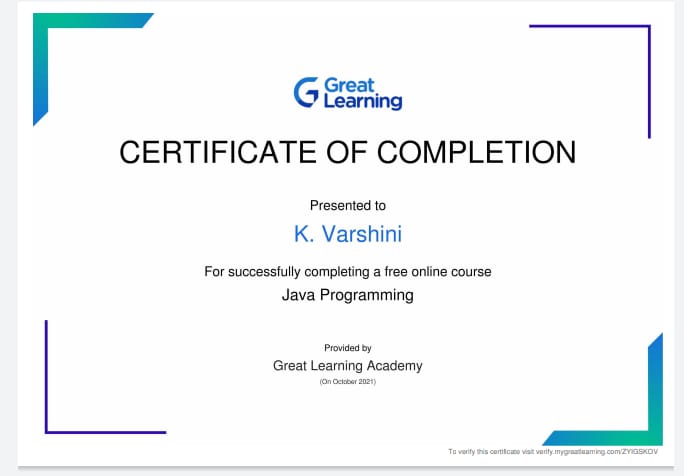 Great
Learning
CERTIFICATE OF COMPLETION
Presented to
K. Varshini
For successfully completing a free online course
Java Programming
Provided by
Great Learning Academy
(On October 2021)
To verify this certificate visit verify.mygreatlearning.com/ZYIGSKOV